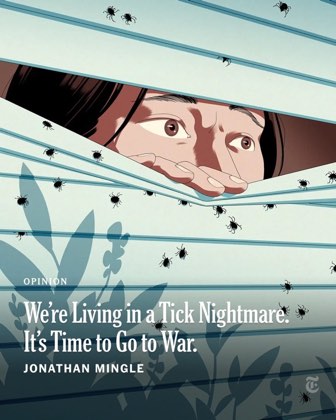 OPINION
We’re Living in a Tick Nightmare.
It’s Time to Go to War.
JONATHAN MINGLE
T